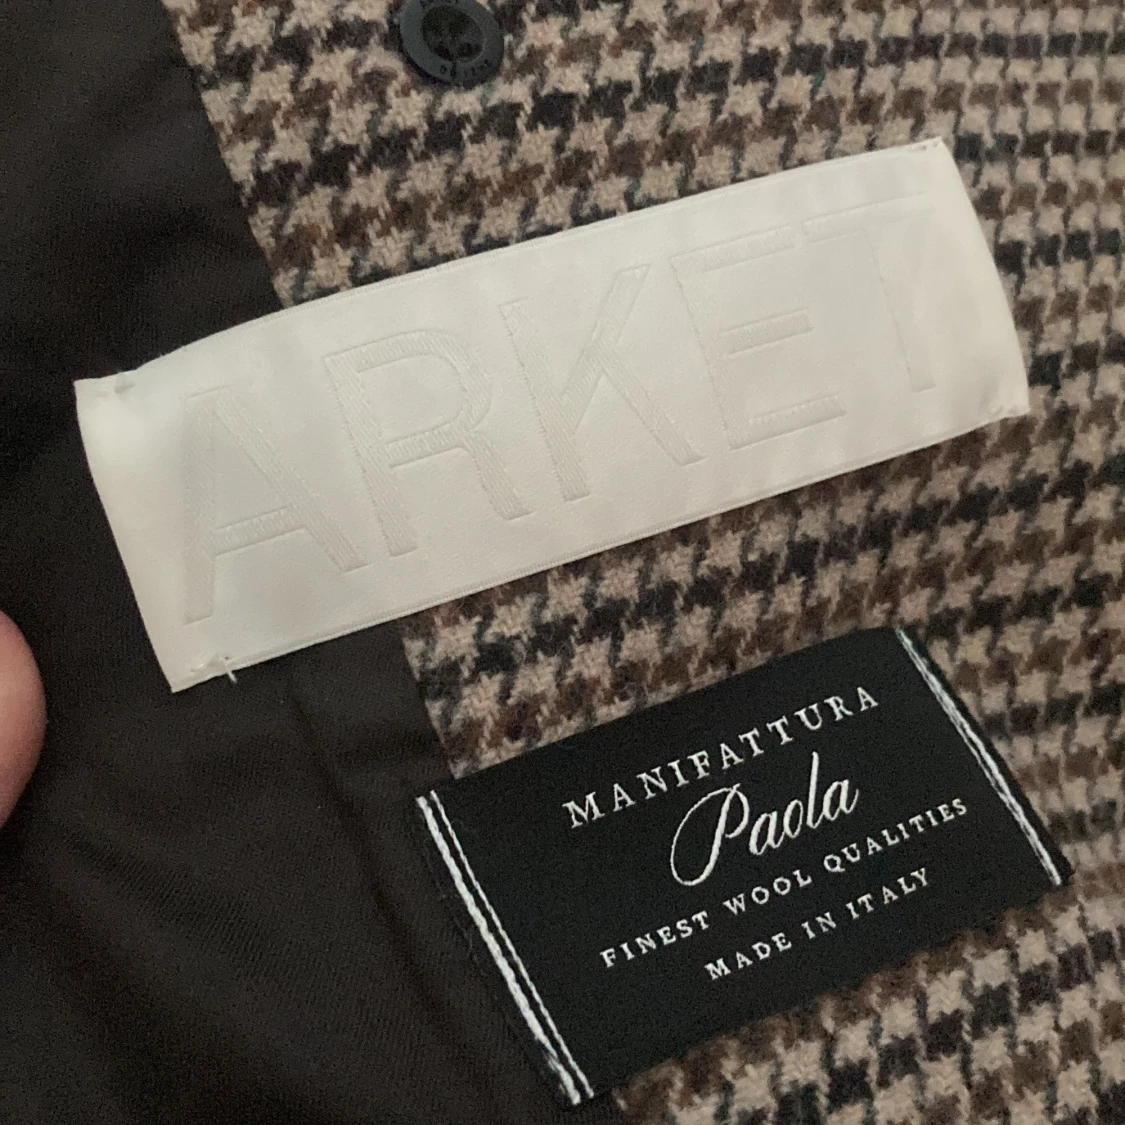 ARKET
MANIFATTURA
Paola
FINEST WOOL QUALITIES
MADE IN ITALY